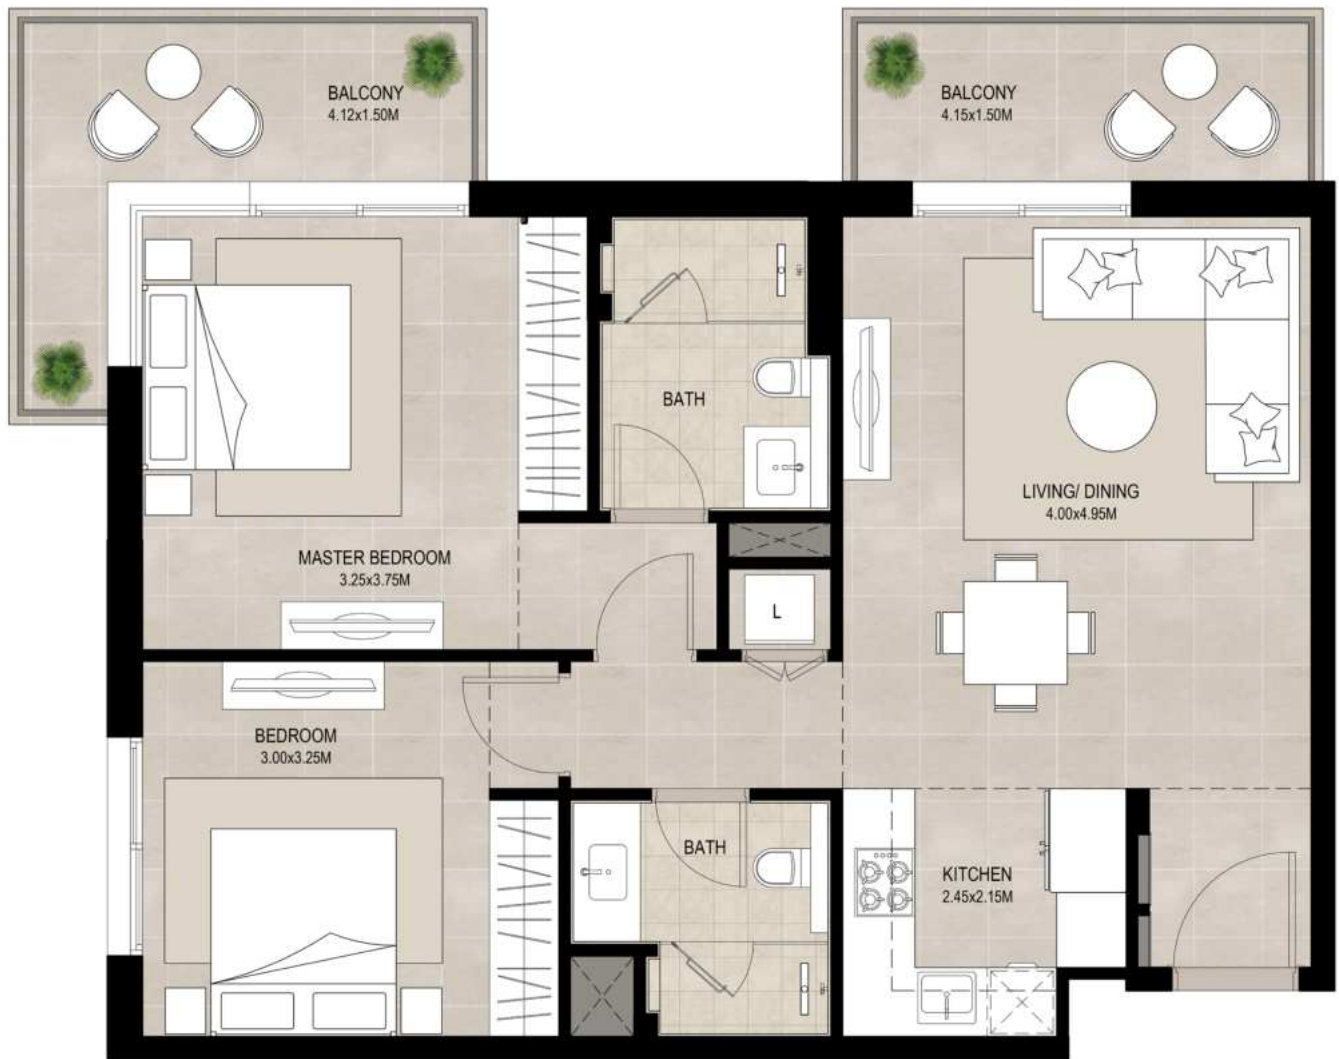 BALCONY
4.12x1.50M
BALCONY
4.15x1.50M
BATH
LIVING/ DINING
4.00x4.95M
MASTER BEDROOM
3.25x3.75M
L
BEDROOM
3.00x3.25M
BATH
KITCHEN
2.45x2.15M